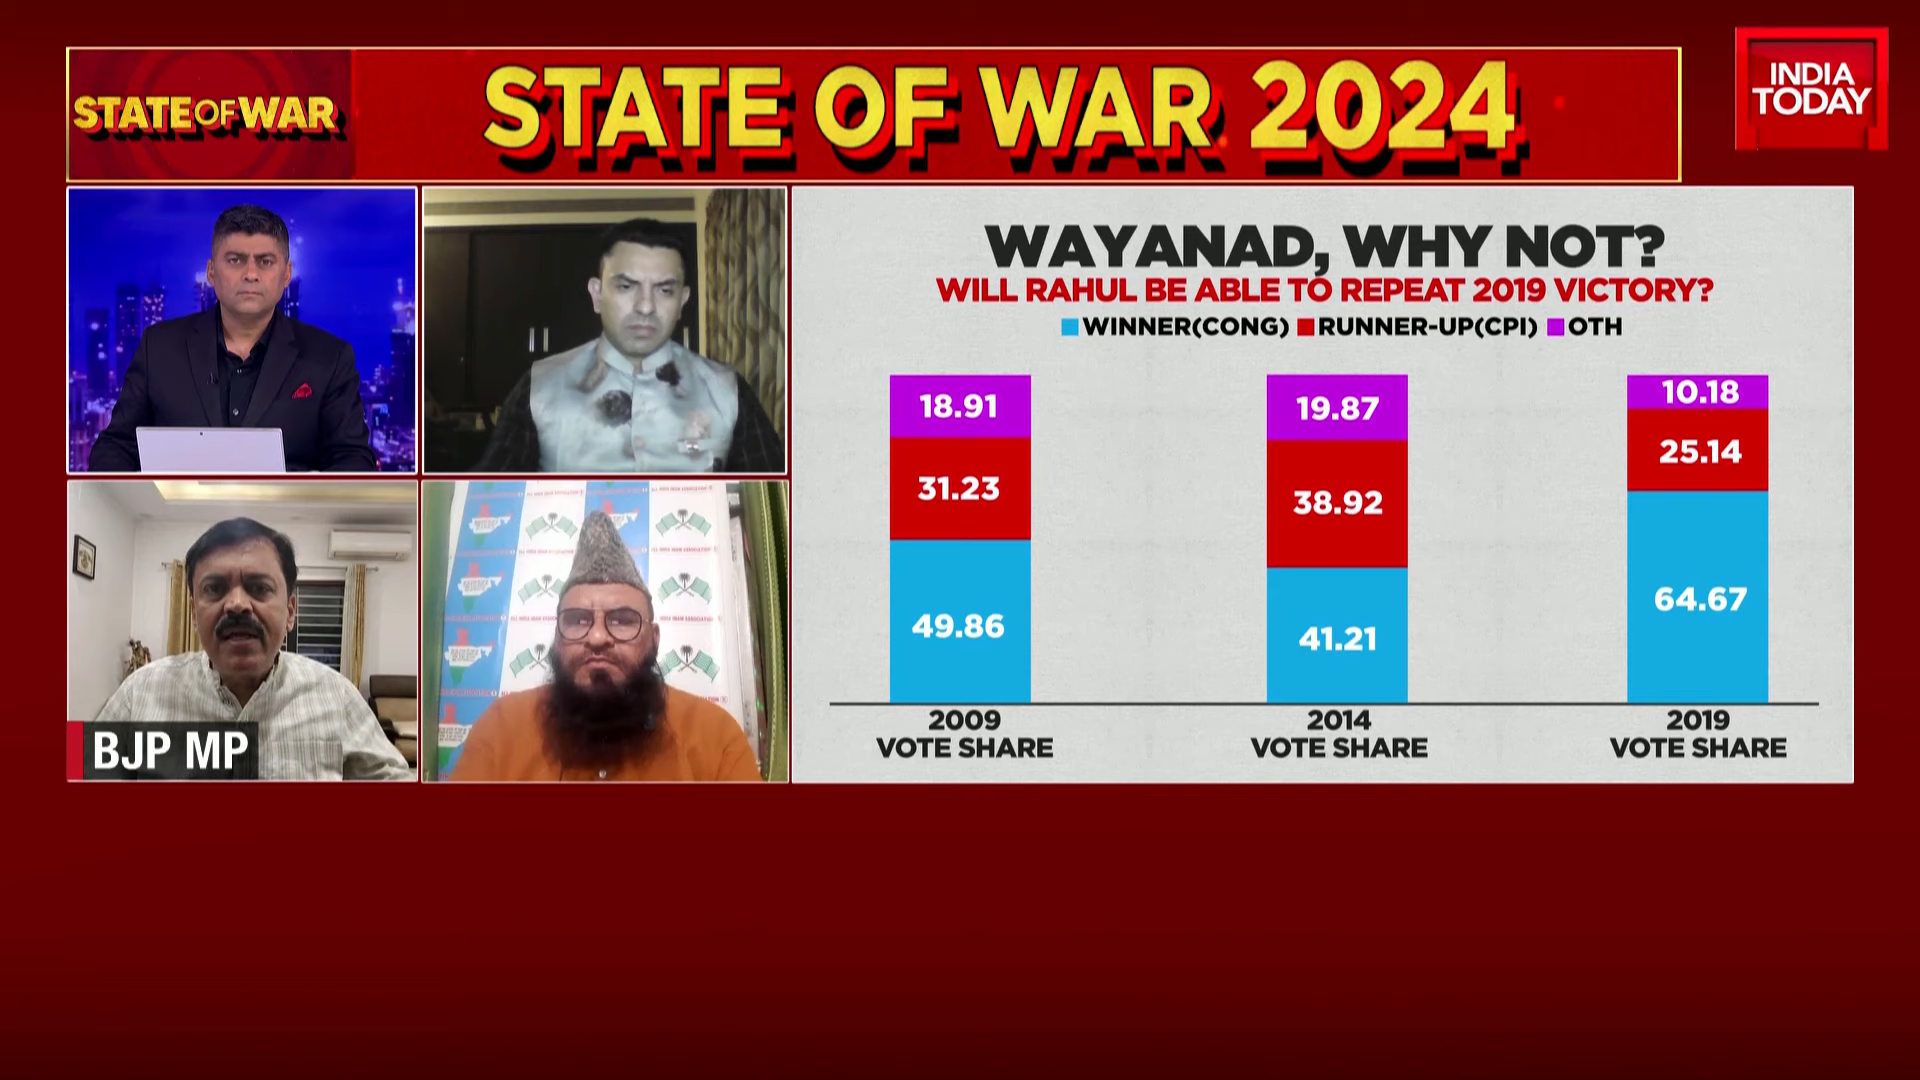 STATE OF WAR
STATE OF WAR 2024
INDIA
TODAY
BJP MP
WAYANAD, WHY NOT?
WILL RAHUL BE ABLE TO REPEAT 2019 VICTORY?
WINNER(CONG) RUNNER-UP(CPI) OTH
18.91
31.23
49.86
2009
VOTE SHARE
19.87
38.92
41.21
2014
VOTE SHARE
10.18
25.14
64.67
2019
VOTE SHARE